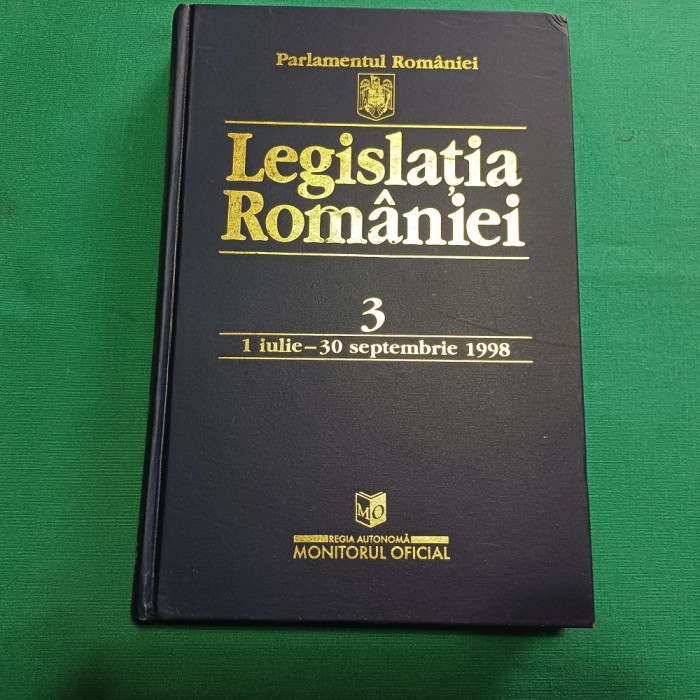 Parlamentul României
Legislația
României
3
1 iulie – 30 septembrie 1998
MO
REGIA AUTONOMĂ
MONITORUL OFICIAL